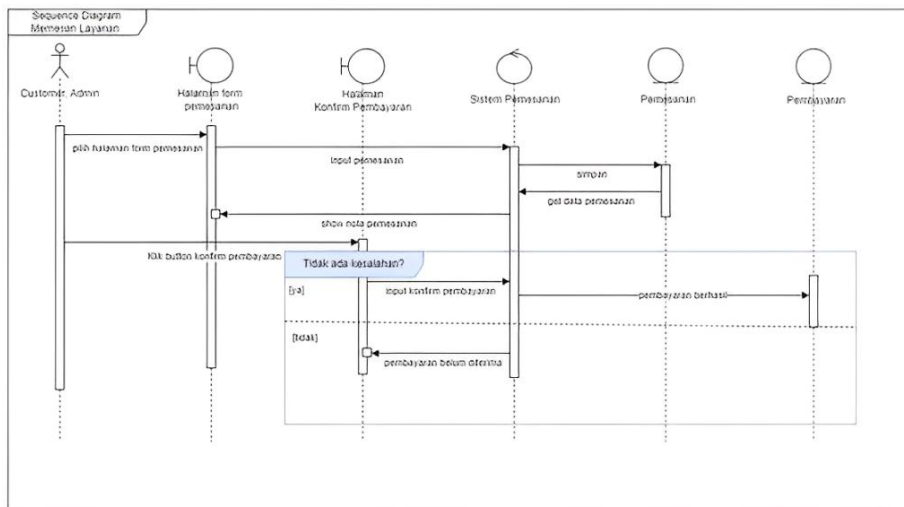 Sequence Diagram
Memesan Layanan
Customer, Admin
Halaman form
pemesanan
Halaman
Konfirm Pembayaran
Sistem Pemesanan
Pemesanan
Pembayaran
pilih halaman form pemesanan
input pemesanan
simpan
get data pemesanan
show nota pemesanan
Klik button konfirm pembayaran
Tidak ada kesalahan?
[ya]
input konfirm pembayaran
pembayaran berhasil
[tidak]
pembayaran belum diterima